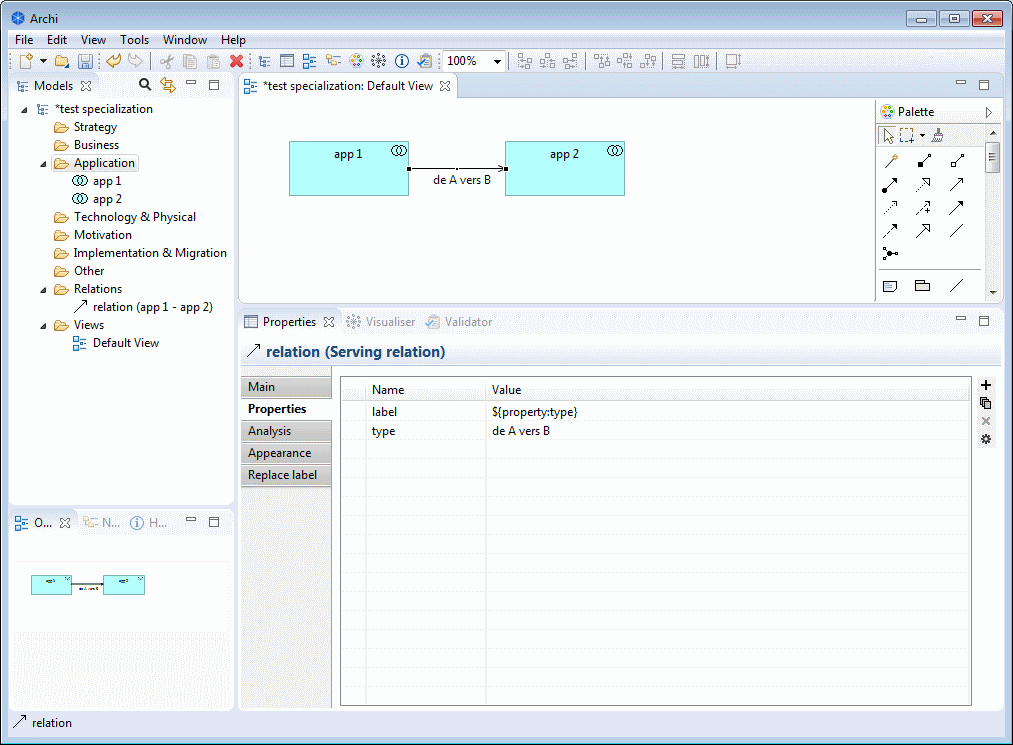 Archi
File Edit View Tools Window Help
100%
Models
*test specialization: Default View
*test specialization
Strategy
Business
Application
app 1
app 2
Technology & Physical
Motivation
Implementation & Migration
Other
Relations
relation (app 1 - app 2)
Views
Default View
app 1
app 2
de A vers B
Palette
Properties Visualiser Validator
relation (Serving relation)
Main
Properties
Analysis
Appearance
Replace label
Name Value
label ${property:type}
type de A vers B
O... N... H...
relation